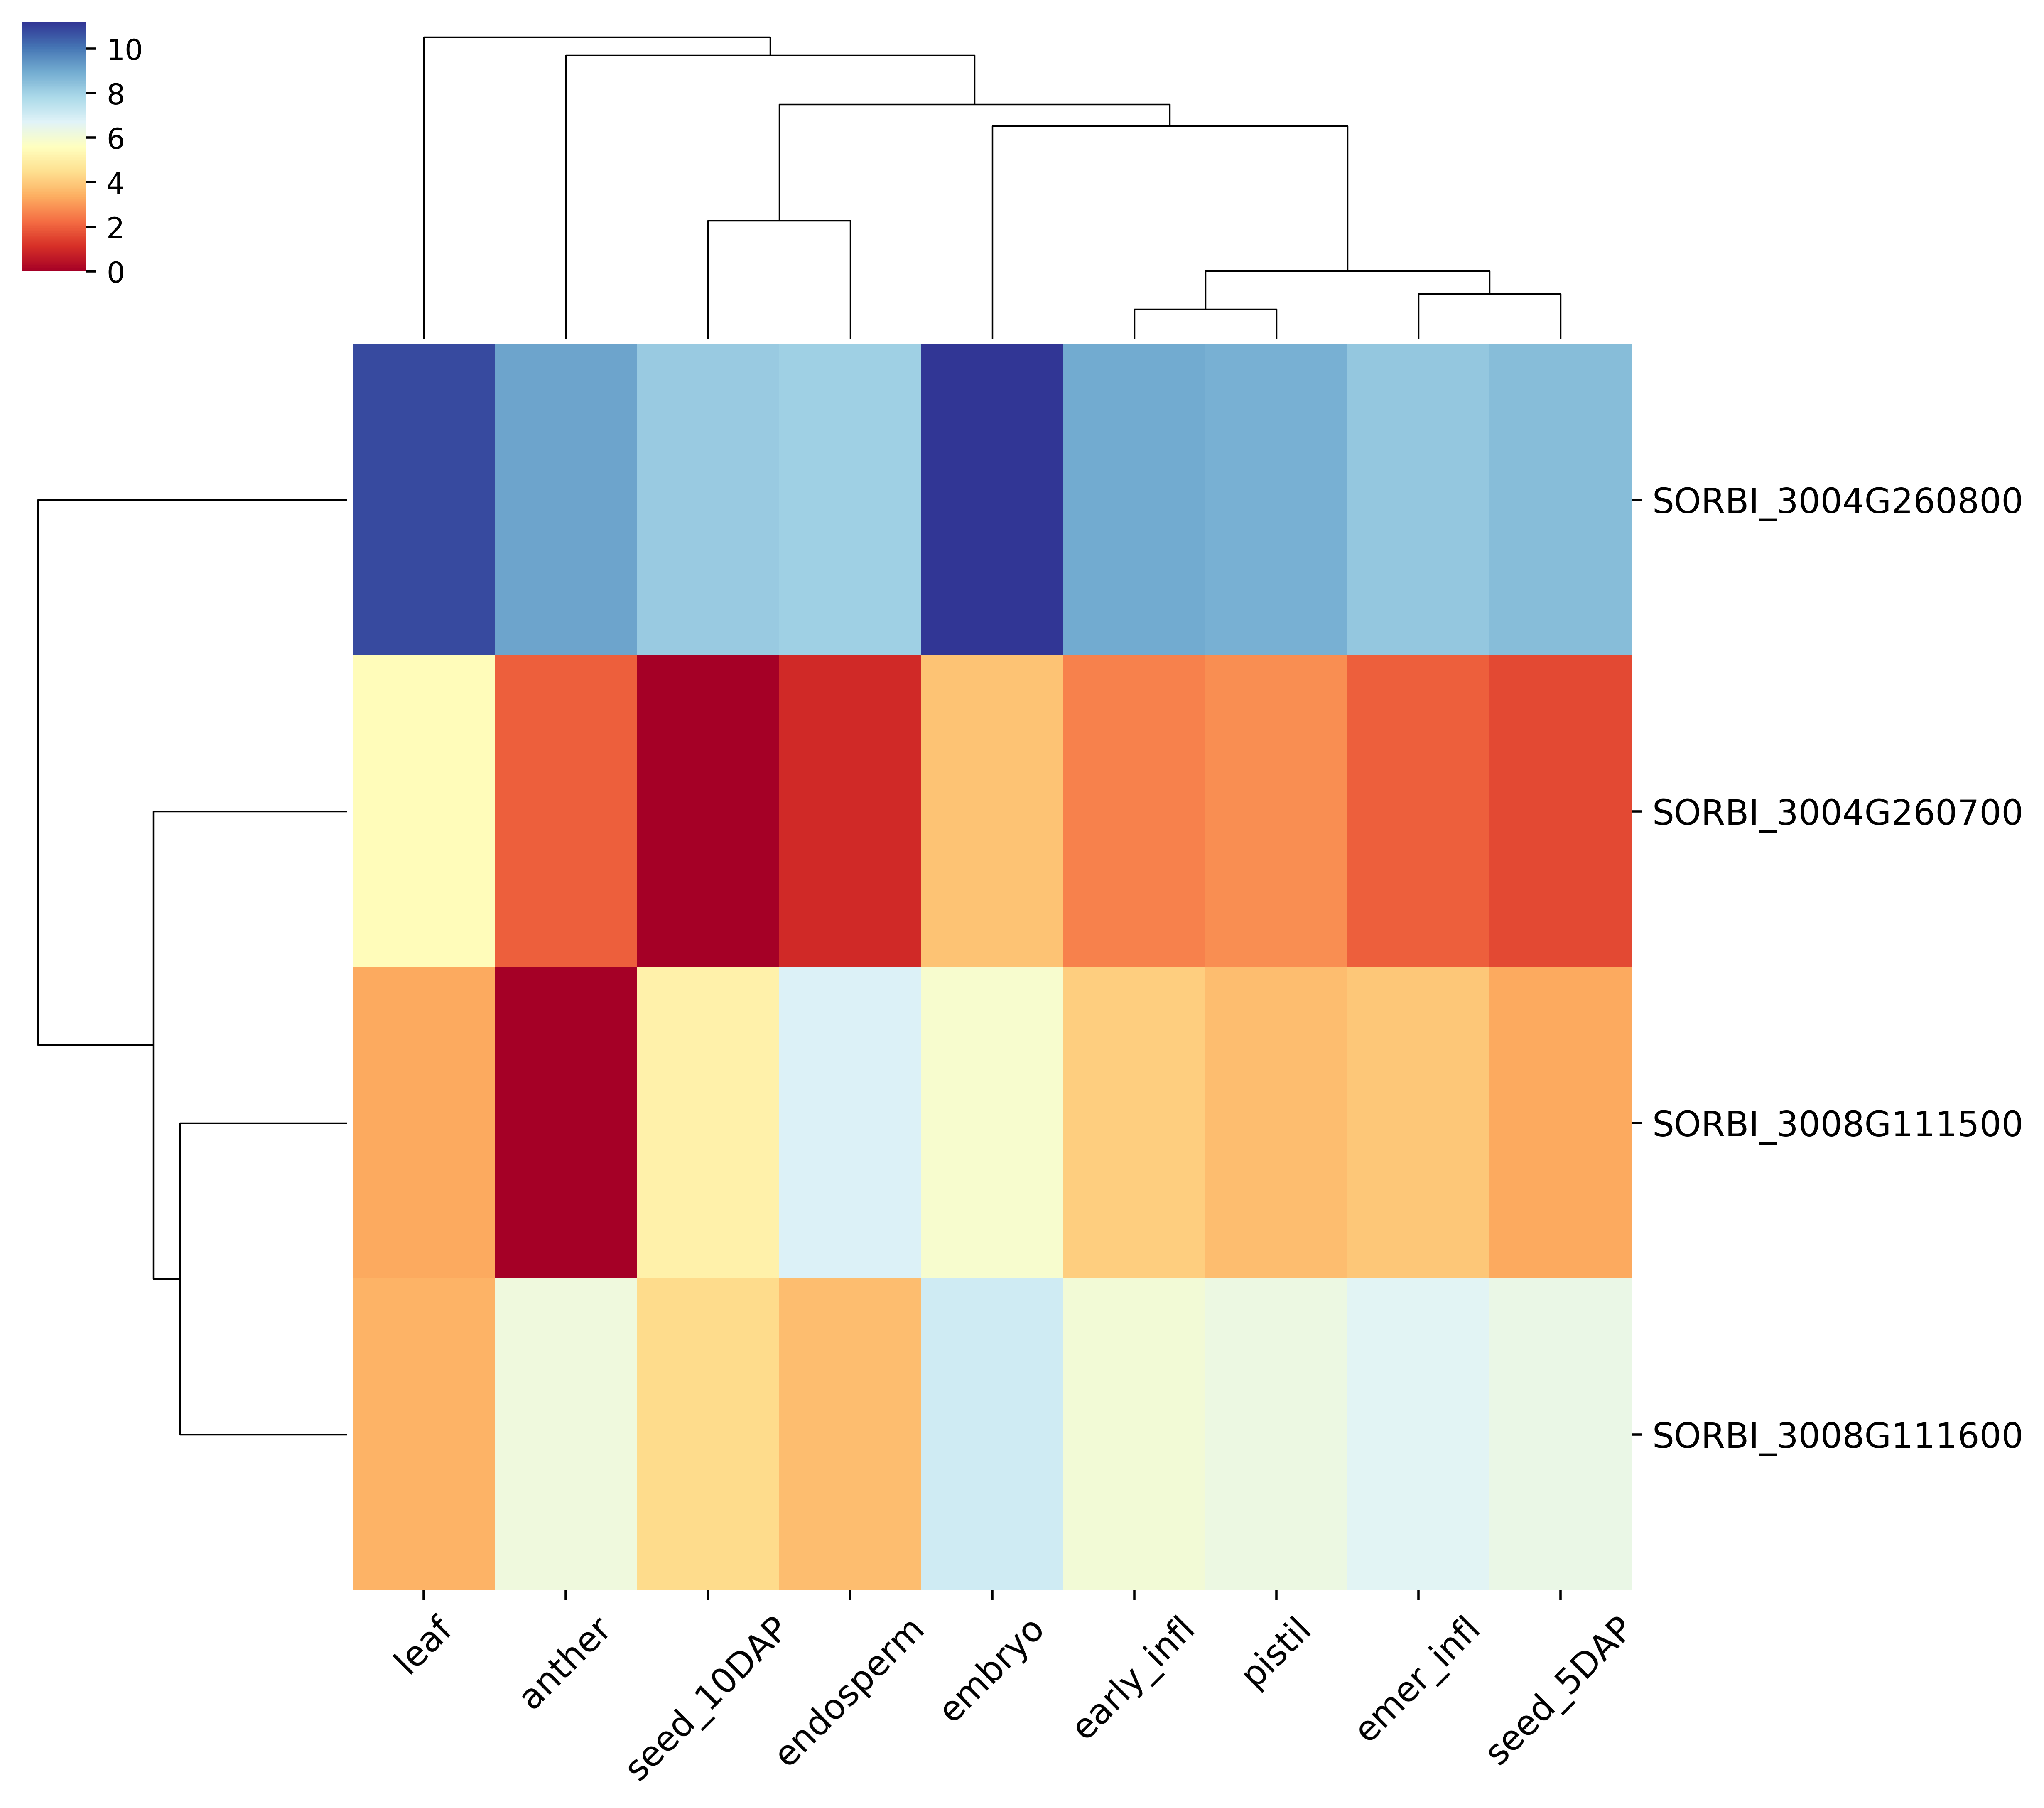 10
8
6
4
2
0
SORBI_3004G260800
SORBI_3004G260700
SORBI_3008G111500
SORBI_3008G111600
leaf
anther
seed_10DAP
endosperm
embryo
early_infl
pistil
emer_infl
seed_5DAP